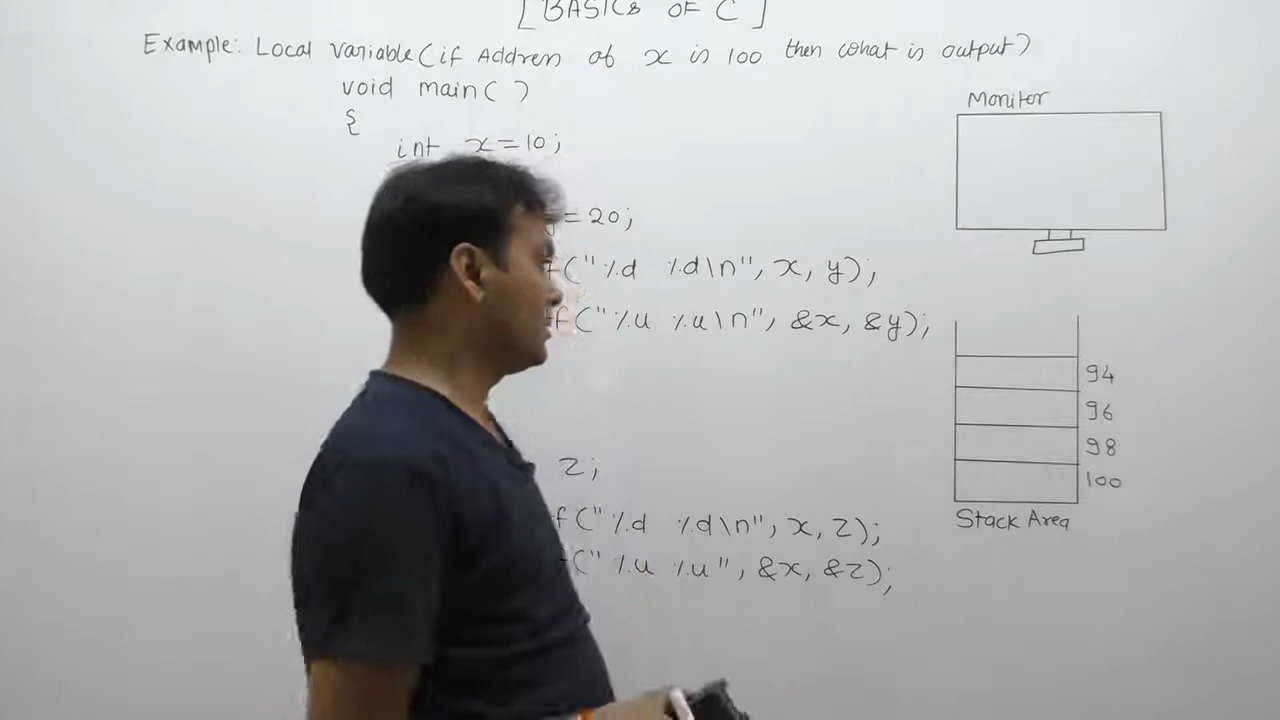 [ BASICS OF C ]
Example: Local variable (if Address of x is 100 then what is output)
void main( )
{
int x=10;
=20;
f("%d %d\n", x, y);
f("%u %u\n", &x, &y);
z;
f("%d %d\n", x, z);
("%u %u", &x, &z);
Monitor
94
96
98
100
Stack Area